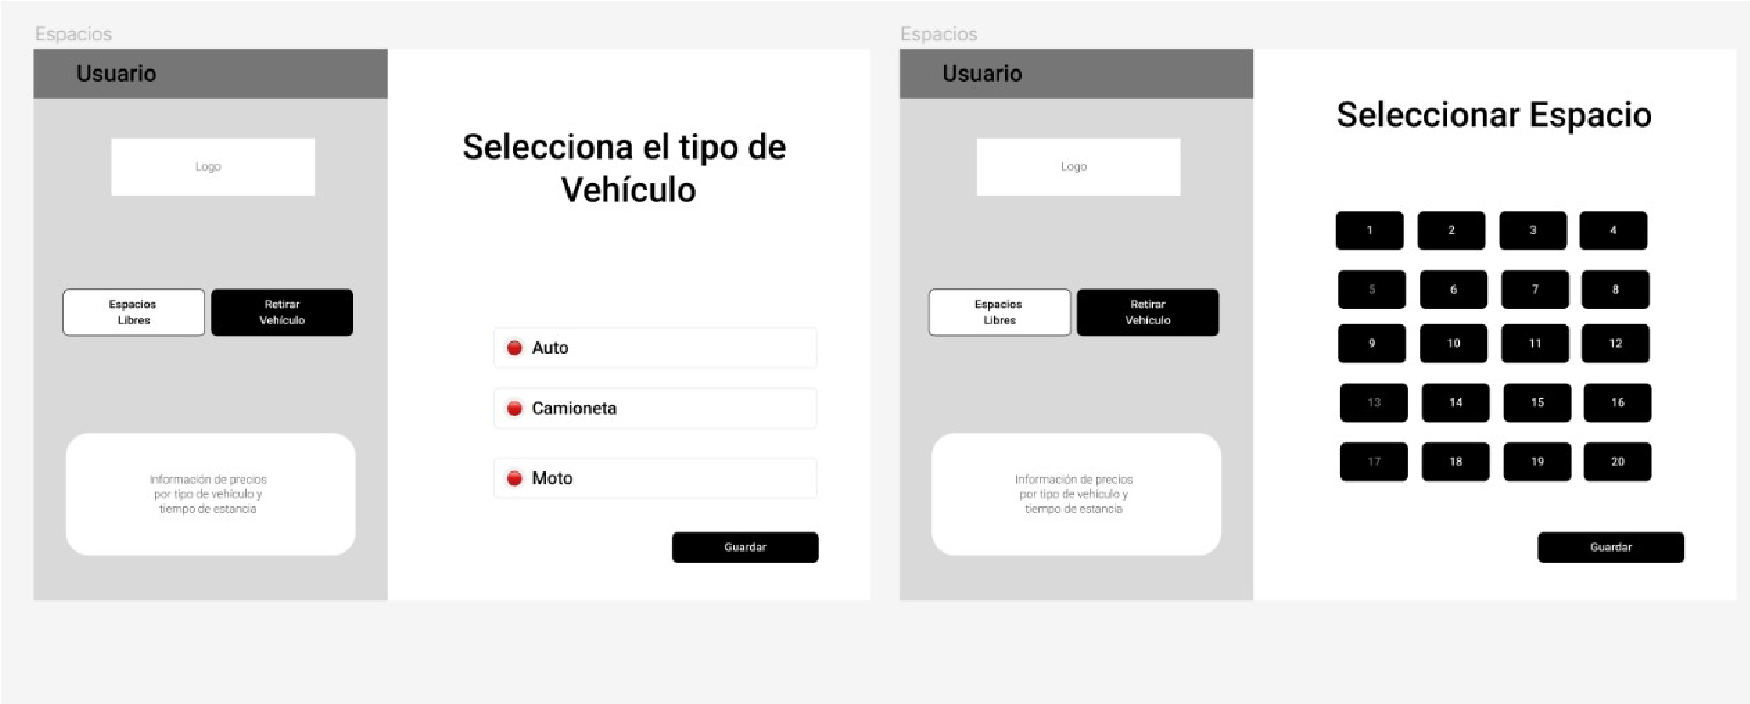 Espacios
Usuario
Logo
Espacios
Libres
Retirar
Vehículo
Información de precios
por tipo de vehículo y
tiempo de estancia
Selecciona el tipo de
Vehículo
Auto
Camioneta
Moto
Guardar
Espacios
Usuario
Logo
Espacios
Libres
Retirar
Vehículo
Información de precios
por tipo de vehículo y
tiempo de estancia
Seleccionar Espacio
1 2 3 4
5 6 7 8
9 10 11 12
13 14 15 16
17 18 19 20
Guardar